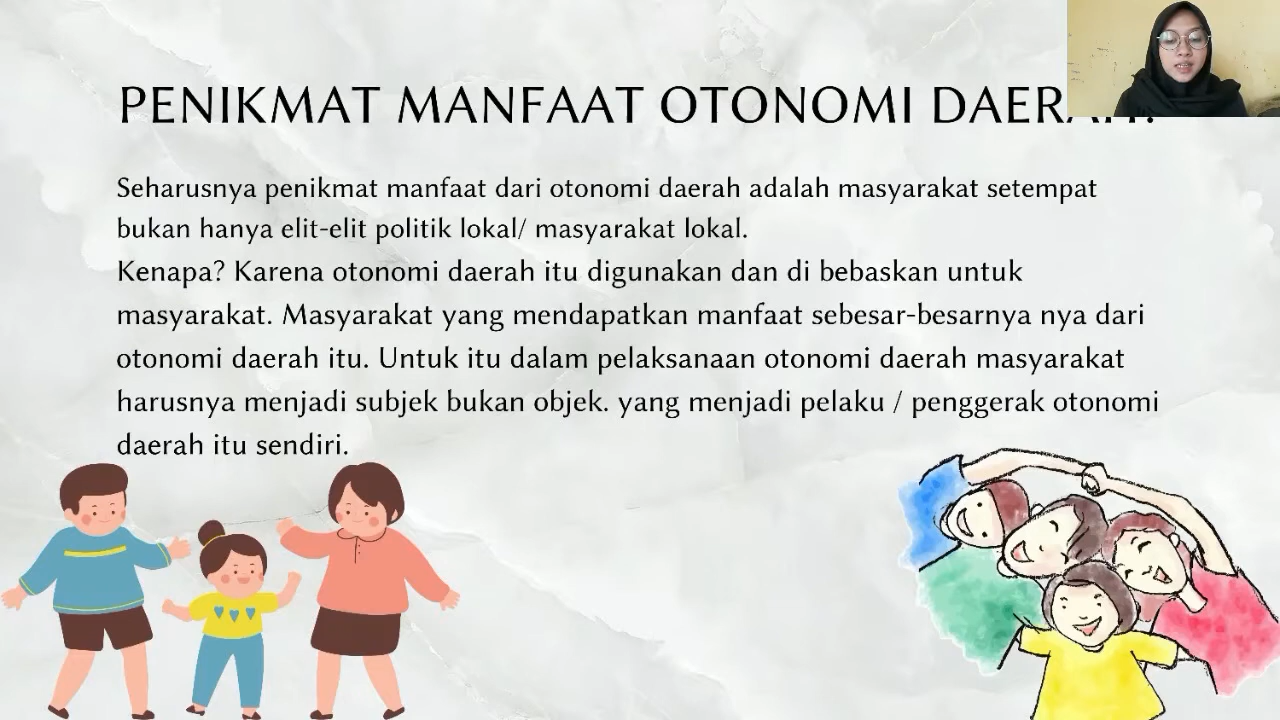 PENIKMAT MANFAAT OTONOMI
Seharusnya penikmat manfaat dari otonomi daerah adalah masyarakat setempat
bukan hanya elit-elit politik lokal/ masyarakat lokal.
Kenapa? Karena otonomi daerah itu digunakan dan di bebaskan untuk
masyarakat. Masyarakat yang mendapatkan manfaat sebesar-besarnya nya dari
otonomi daerah itu. Untuk itu dalam pelaksanaan otonomi daerah masyarakat
harusnya menjadi subjek bukan objek. yang menjadi pelaku / penggerak otonomi
daerah itu sendiri.